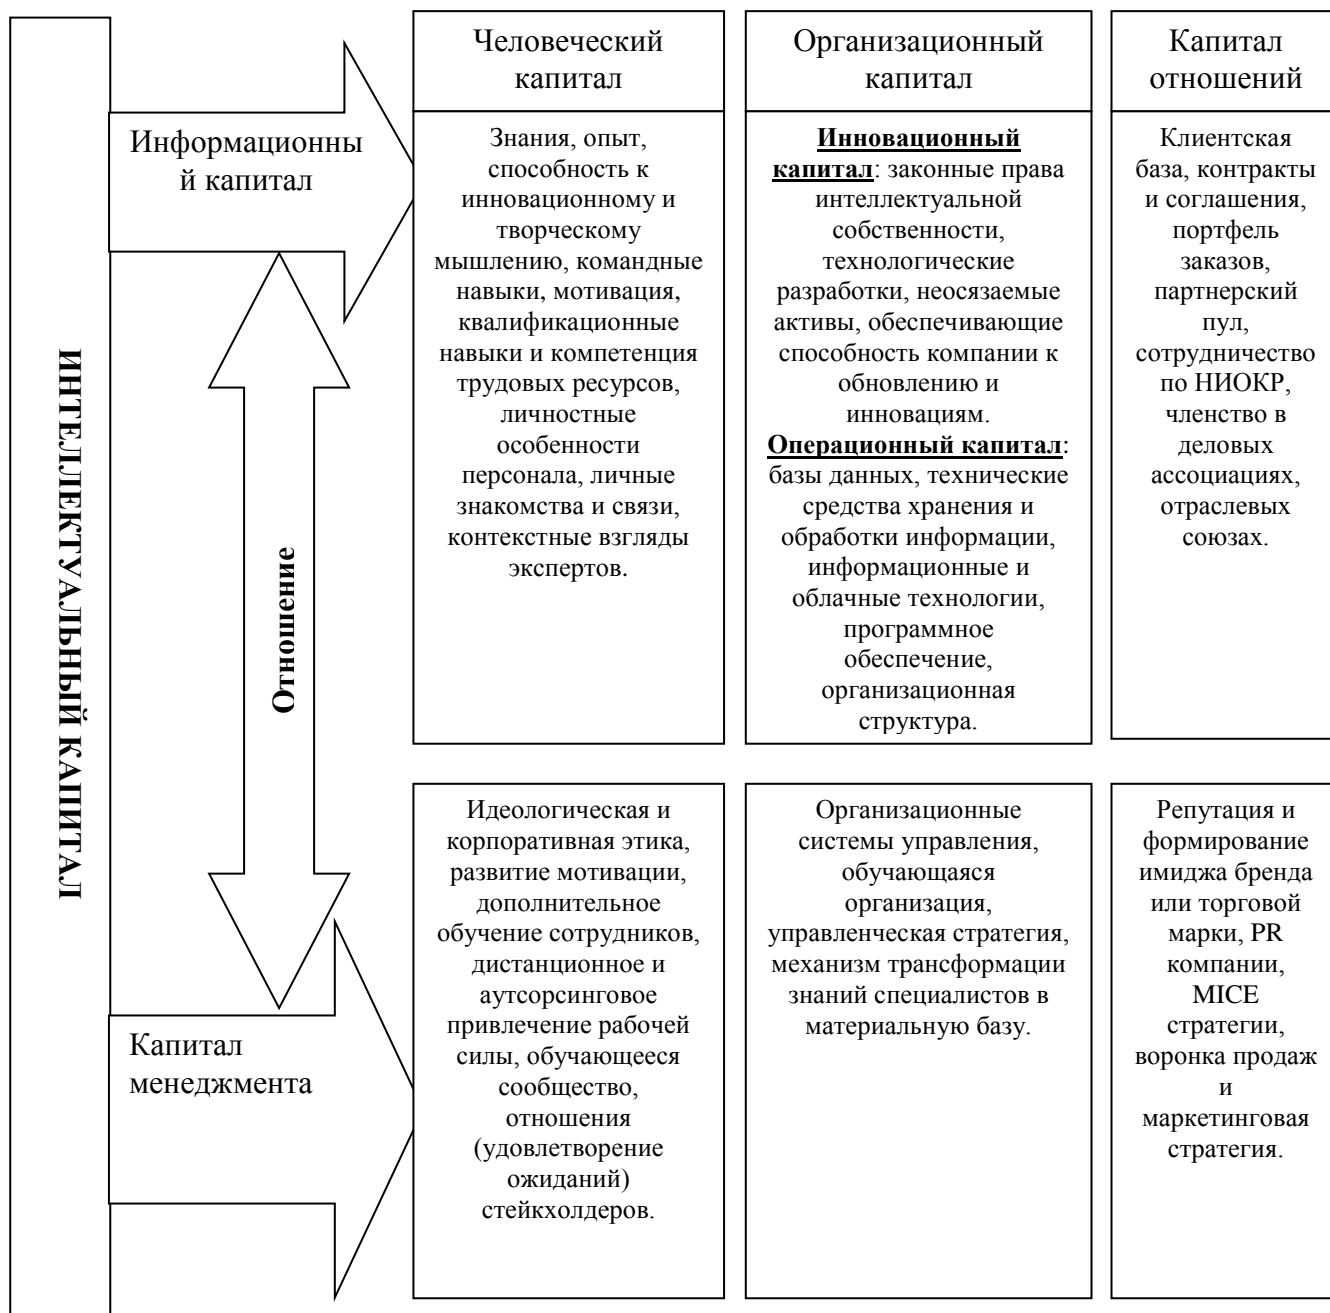 ИНТЕЛЛЕКТУАЛЬНЫЙ КАПИТАЛ
Информационны
й капитал
Отношение
Капитал
менеджмента
Человеческий
капитал
Знания, опыт,
способность к
инновационному и
творческому
мышлению, командные
навыки, мотивация,
квалификационные
навыки и компетенция
трудовых ресурсов,
личностные
особенности
персонала, личные
знакомства и связи,
контекстные взгляды
экспертов.
Организационный
капитал
Инновационный
капитал: законные права
интеллектуальной
собственности,
технологические
разработки, неосязаемые
активы, обеспечивающие
способность компании к
обновлению и
инновациям.
Операционный капитал:
базы данных, технические
средства хранения и
обработки информации,
информационные и
облачные технологии,
программное
обеспечение,
организационная
структура.
Капитал
отношений
Клиентская
база, контракты
и соглашения,
портфель
заказов,
партнерский
пул,
сотрудничество
по НИОКР,
членство в
деловых
ассоциациях,
отраслевых
союзах.
Идеологическая и
корпоративная этика,
развитие мотивации,
дополнительное
обучение сотрудников,
дистанционное и
аутсорсинговое
привлечение рабочей
силы, обучающееся
сообщество,
отношения
(удовлетворение
ожиданий)
стейкхолдеров.
Организационные
системы управления,
обучающаяся
организация,
управленческая стратегия,
механизм трансформации
знаний специалистов в
материальную базу.
Репутация и
формирование
имиджа бренда
или торговой
марки, PR
компании,
MICE
стратегии,
воронка продаж
и
маркетинговая
стратегия.